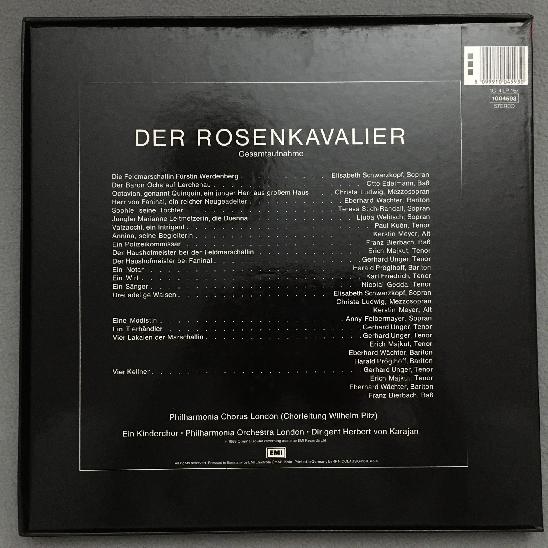 DER ROSENKAVALIER
Gesamtaufnahme
Die Feldmarschallin Fürstin Werdenberg . . . . . . . Elisabeth Schwarzkopf, Sopran
Der Baron Ochs auf Lerchenau . . . . . . . Otto Edelmann, Baß
Octavian, genannt Quinquin, ein junger Herr aus großem Haus . . . Christa Ludwig, Mezzosopran
Herr von Faninal, ein reicher Neugeadelter . . . . . . . Eberhard Wächter, Bariton
Sophie, seine Tochter . . . . . . . Teresa Stich-Randall, Sopran
Jungfer Marianne Leitmetzerin, die Duenna . . . . . . . Ljuba Welitsch, Sopran
Valzacchi, ein Intrigant . . . . . . . Paul Kuën, Tenor
Annina, seine Begleiterin . . . . . . . Kerstin Meyer, Alt
Ein Polizeikommissar . . . . . . . Franz Bierbach, Baß
Der Haushofmeister bei der Feldmarschallin . . . . . . . Erich Majkut, Tenor
Der Haushofmeister bei Faninal . . . . . . . Gerhard Unger, Tenor
Ein Notar . . . . . . . Harald Pröglhoff, Bariton
Ein Wirt . . . . . . . Karl Friedrich, Tenor
Ein Sänger . . . . . . . Nicolai Gedda, Tenor
Drei adelige Waisen . . . . . . . Elisabeth Schwarzkopf, Sopran
Christa Ludwig, Mezzosopran
Kerstin Meyer, Alt
Eine Modistin . . . . . . . Anny Felbermayer, Sopran
Ein Tierhändler . . . . . . . Gerhard Unger, Tenor
Vier Lakaien der Marschallin . . . . . . . Gerhard Unger, Tenor
Erich Majkut, Tenor
Eberhard Wächter, Bariton
Harald Pröglhoff, Bariton
Vier Kellner . . . . . . . Gerhard Unger, Tenor
Erich Majkut, Tenor
Eberhard Wächter, Bariton
Franz Bierbach, Baß
Philharmonia Chorus London (Chorleitung Wilhelm Pitz)
Ein Kinderchor · Philharmonia Orchestra London · Dirigent Herbert von Karajan
EMI
STEREO